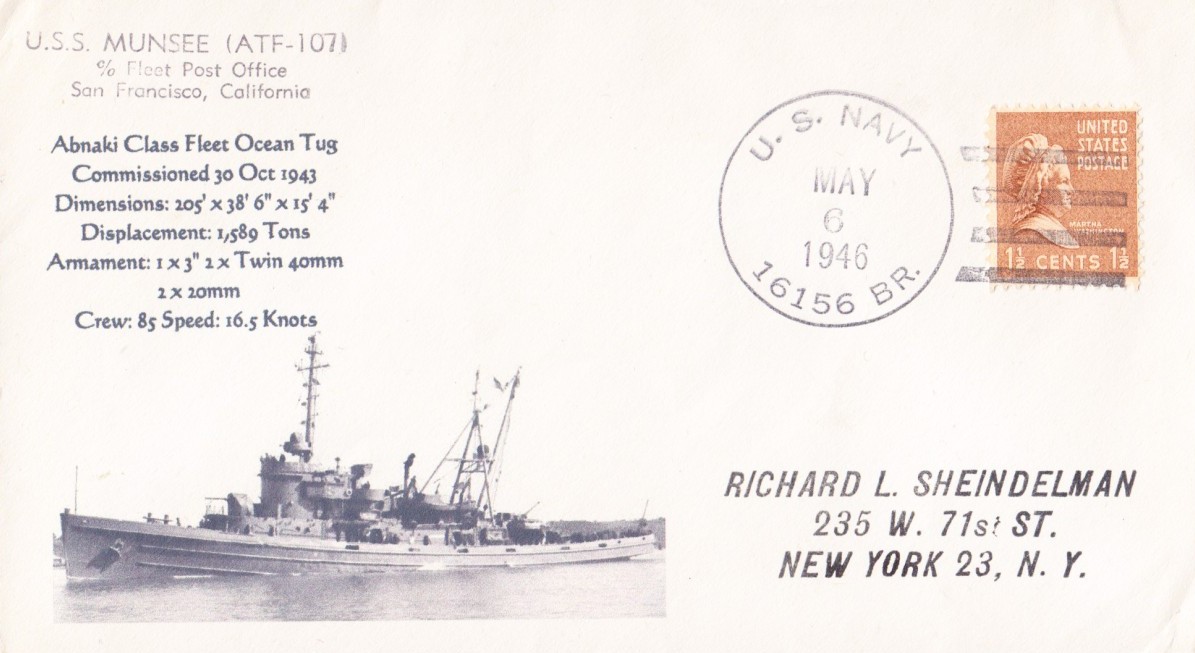 U.S.S. MUNSEE (ATF-107)
c/o Fleet Post Office
San Francisco, California
Abnaki Class Fleet Ocean Tug
Commissioned 30 Oct 1943
Dimensions: 205' x 38' 6" x 15' 4"
Displacement: 1,589 Tons
Armament: 1 x 3" 2 x Twin 40mm
2 x 20mm
Crew: 85 Speed: 16.5 Knots
U. S. NAVY
MAY
6
1946
16156 BR.
UNITED
STATES
POSTAGE
MARTHA
WASHINGTON
1½ CENTS 1½
RICHARD L. SHEINDELMAN
235 W. 71st ST.
NEW YORK 23, N. Y.